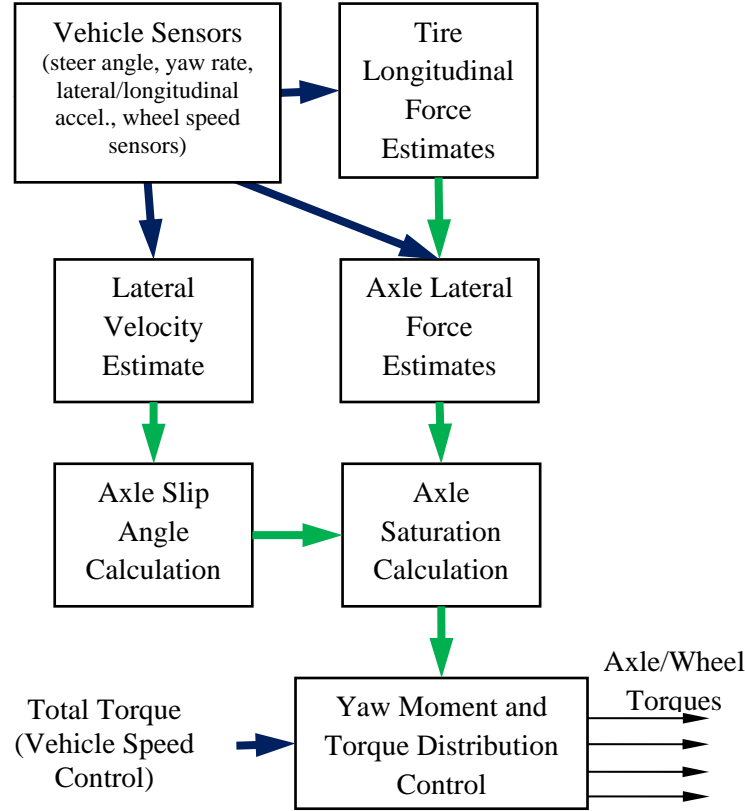 Vehicle Sensors
(steer angle, yaw rate,
lateral/longitudinal
accel., wheel speed
sensors)
Tire
Longitudinal
Force
Estimates
Lateral
Velocity
Estimate
Axle Lateral
Force
Estimates
Axle Slip
Angle
Calculation
Axle
Saturation
Calculation
Total Torque
(Vehicle Speed
Control)
Yaw Moment and
Torque Distribution
Control
Axle/Wheel
Torques